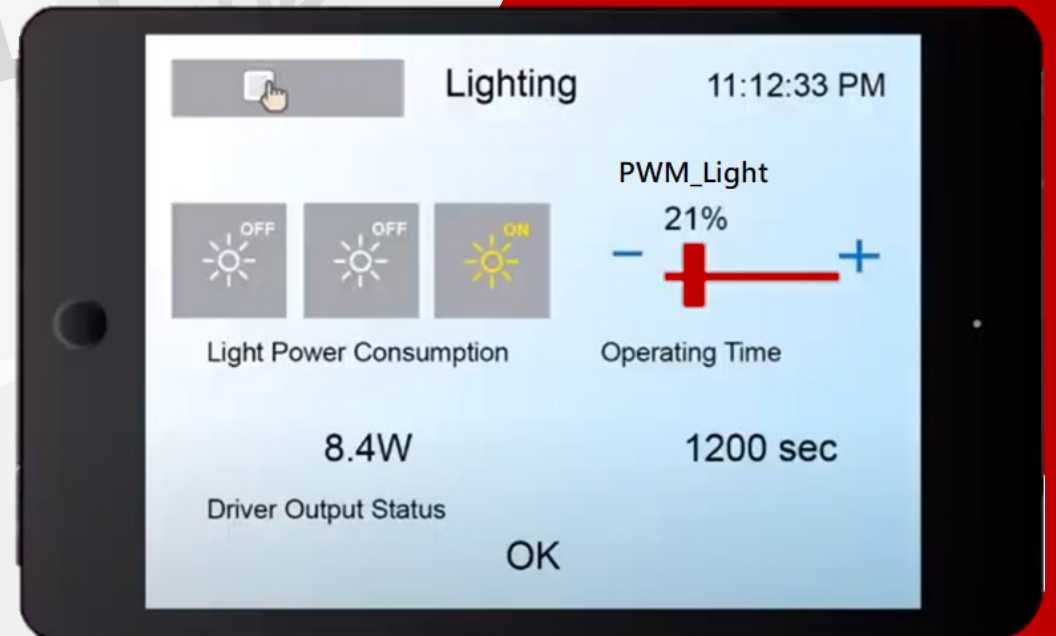 Lighting
11:12:33 PM
PWM_Light
21%
OFF
OFF
ON
− +
Light Power Consumption
Operating Time
8.4W
1200 sec
Driver Output Status
OK